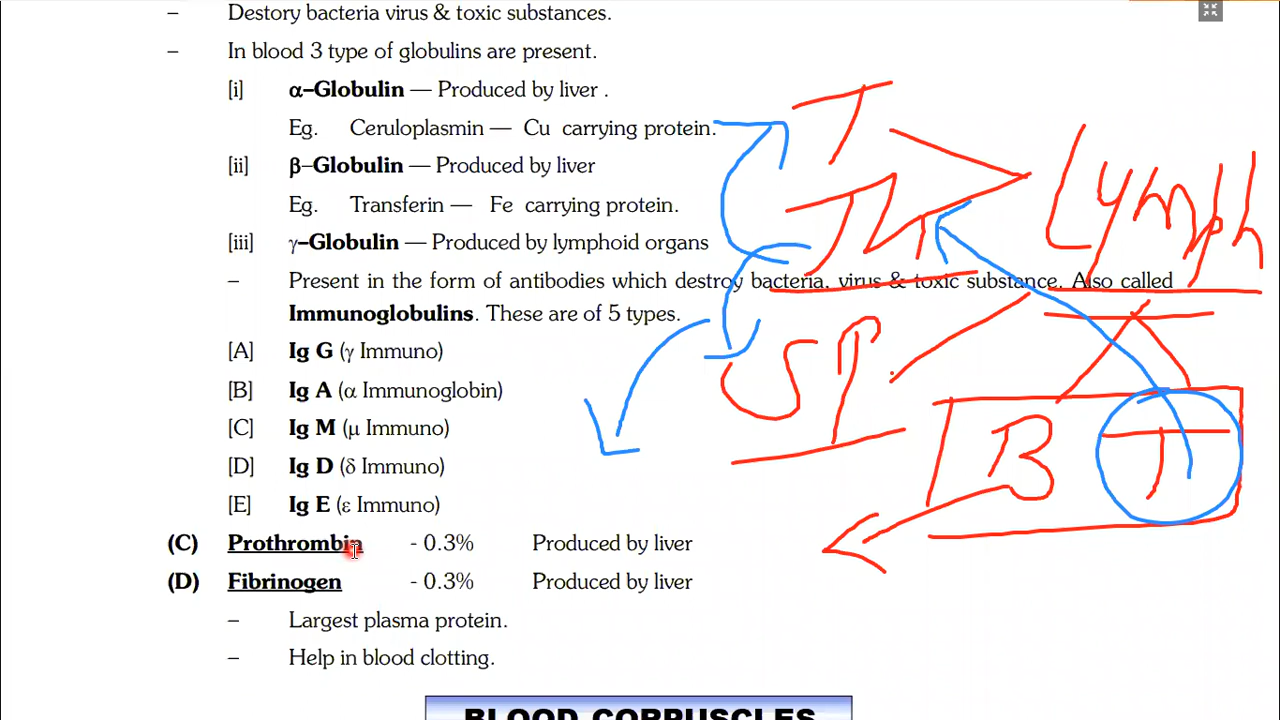 – Destory bacteria virus & toxic substances.
– In blood 3 type of globulins are present.
[i] α–Globulin — Produced by liver .
Eg. Ceruloplasmin — Cu carrying protein.
[ii] β–Globulin — Produced by liver
Eg. Transferin — Fe carrying protein.
[iii] γ–Globulin — Produced by lymphoid organs
– Present in the form of antibodies which destroy bacteria, virus & toxic substance. Also called
Immunoglobulins. These are of 5 types.
[A] Ig G (γ Immuno)
[B] Ig A (α Immunoglobin)
[C] Ig M (μ Immuno)
[D] Ig D (δ Immuno)
[E] Ig E (ε Immuno)
(C) Prothrombin - 0.3% Produced by liver
(D) Fibrinogen - 0.3% Produced by liver
– Largest plasma protein.
– Help in blood clotting.
BLOOD CORPUSCLES
T
Lymph
SP
B T